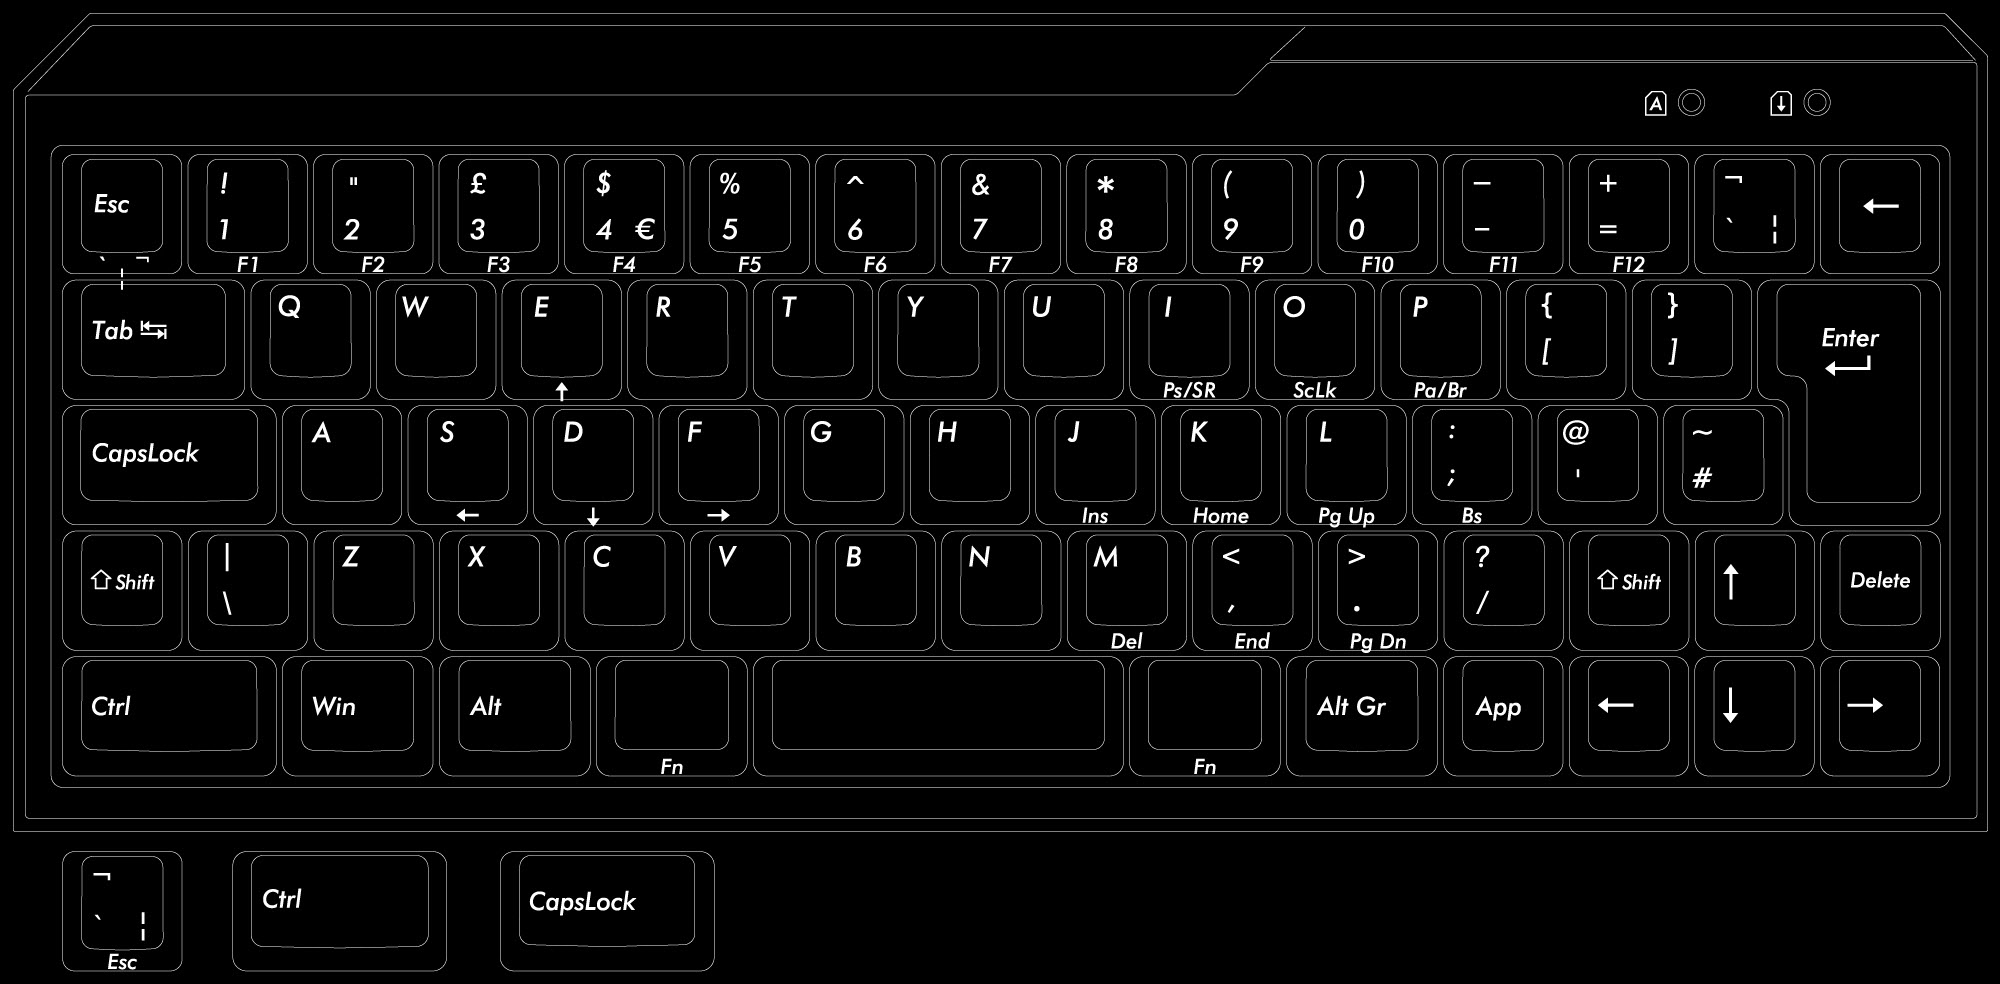 A ↓
Esc ! " £ $ % ^ & * ( ) − + ¬ ←
1 2 3 4 € 5 6 7 8 9 0 - = ` ¦
` ¬ ¦ F1 F2 F3 F4 F5 F6 F7 F8 F9 F10 F11 F12
Tab Q W E R T Y U I O P { } Enter
[ ]
↑ Ps/SR ScLk Pa/Br
CapsLock A S D F G H J K L : @ ~
; ' #
← ↓ → Ins Home Pg Up Bs
Shift | Z X C V B N M < > ? Shift ↑ Delete
\ , . /
Del End Pg Dn
Ctrl Win Alt Alt Gr App ← ↓ →
Fn Fn
¬ Ctrl CapsLock
` ¦
Esc